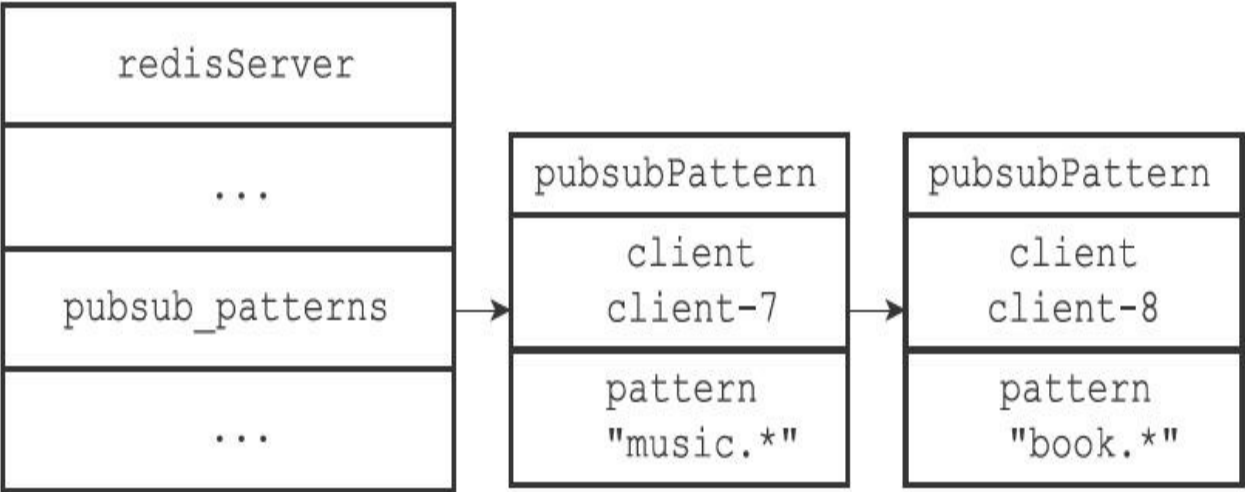 redisServer
...
pubsub_patterns
...
pubsubPattern
client
client-7
pattern
"music.*"
pubsubPattern
client
client-8
pattern
"book.*"